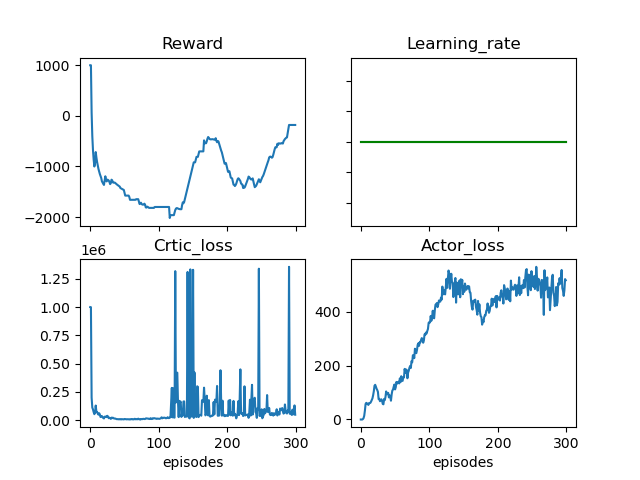 Reward
1000
0
−1000
−2000
Learning_rate
Crtic_loss
1e6
1.25
1.00
0.75
0.50
0.25
0.00
0 100 200 300
episodes
Actor_loss
400
200
0
0 100 200 300
episodes